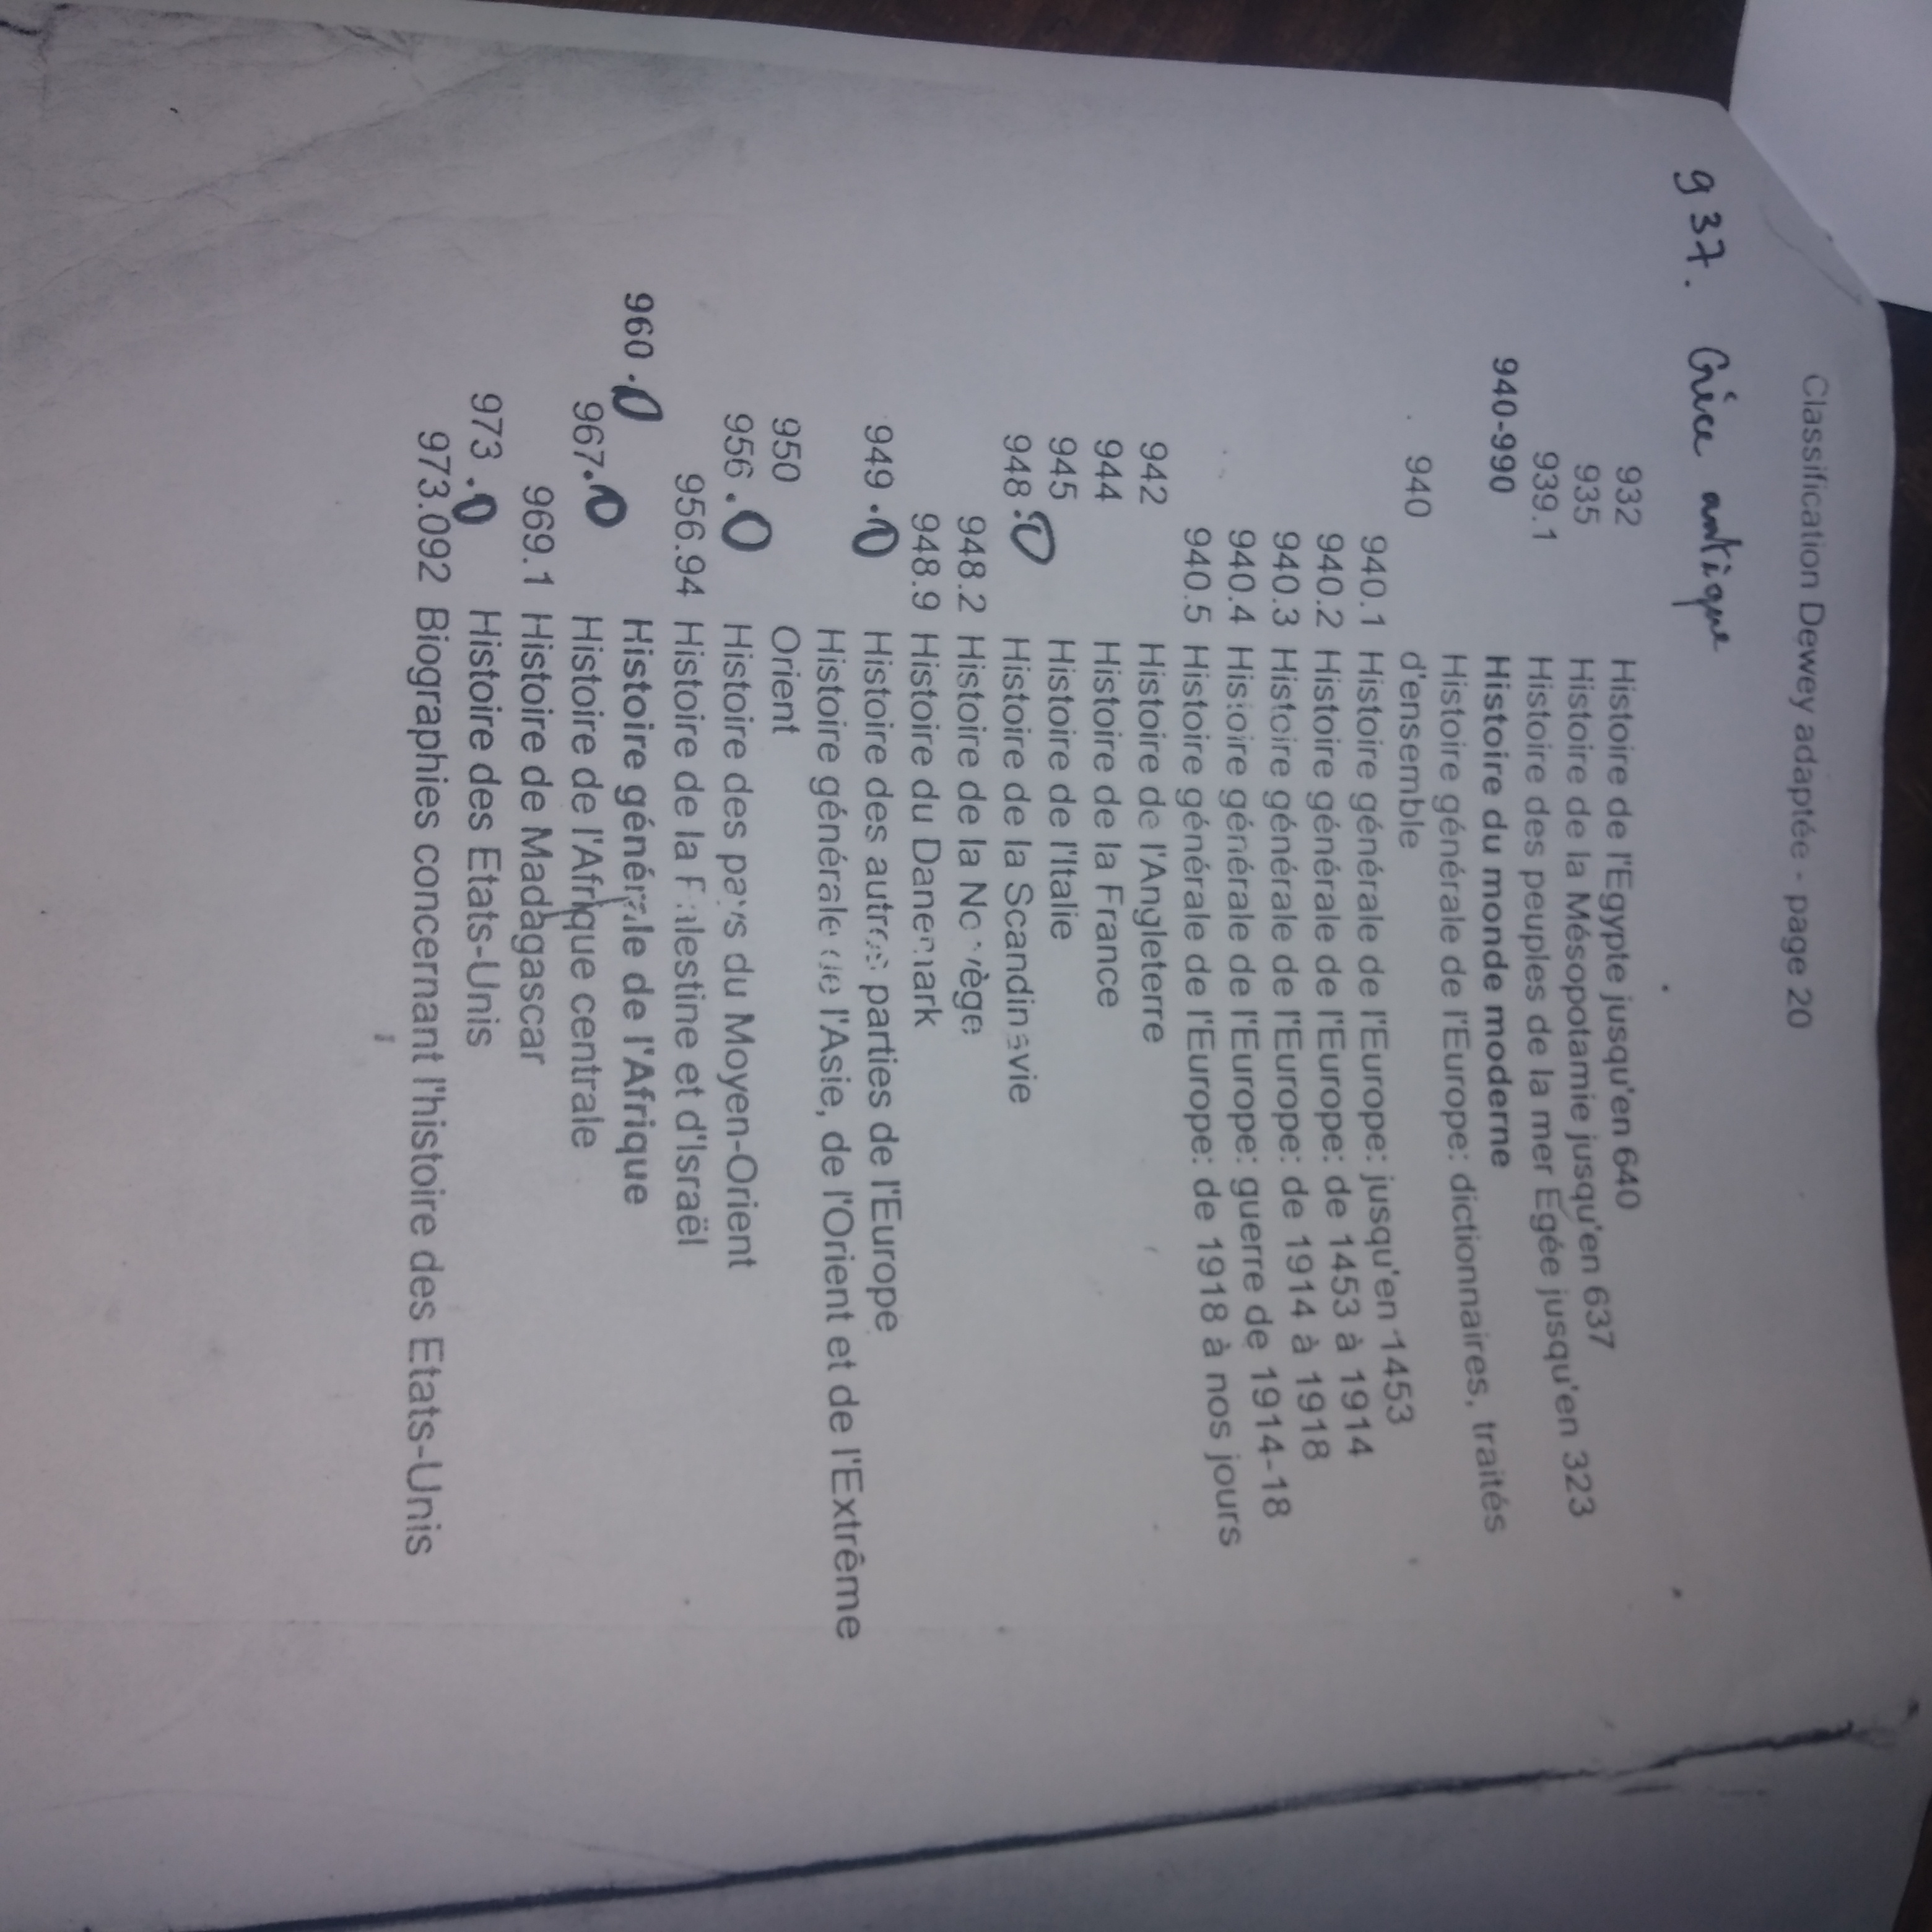 Classification Dewey adaptée - page 20
937. Grèce antique
932 Histoire de l'Egypte jusqu'en 640
935 Histoire de la Mésopotamie jusqu'en 637
939.1 Histoire des peuples de la mer Egée jusqu'en 323
940-990 Histoire du monde moderne
Histoire générale de l'Europe: dictionnaires, traités
940 d'ensemble
940.1 Histoire générale de l'Europe: jusqu'en 1453
940.2 Histoire générale de l'Europe: de 1453 à 1914
940.3 Histoire générale de l'Europe: de 1914 à 1918
940.4 Histoire générale de l'Europe: guerre de 1914-18
940.5 Histoire générale de l'Europe: de 1918 à nos jours
942 Histoire de l'Angleterre
944 Histoire de la France
945 Histoire de l'Italie
948.0 Histoire de la Scandinavie
948.2 Histoire de la Norvège
948.9 Histoire du Danemark
949.0 Histoire des autres parties de l'Europe
Histoire générale de l'Asie, de l'Orient et de l'Extrême
950 Orient
956.0 Histoire des pays du Moyen-Orient
956.94 Histoire de la Palestine et d'Israël
960.0 Histoire générale de l'Afrique
967.0 Histoire de l'Afrique centrale
969.1 Histoire de Madagascar
973.0 Histoire des Etats-Unis
973.092 Biographies concernant l'histoire des Etats-Unis